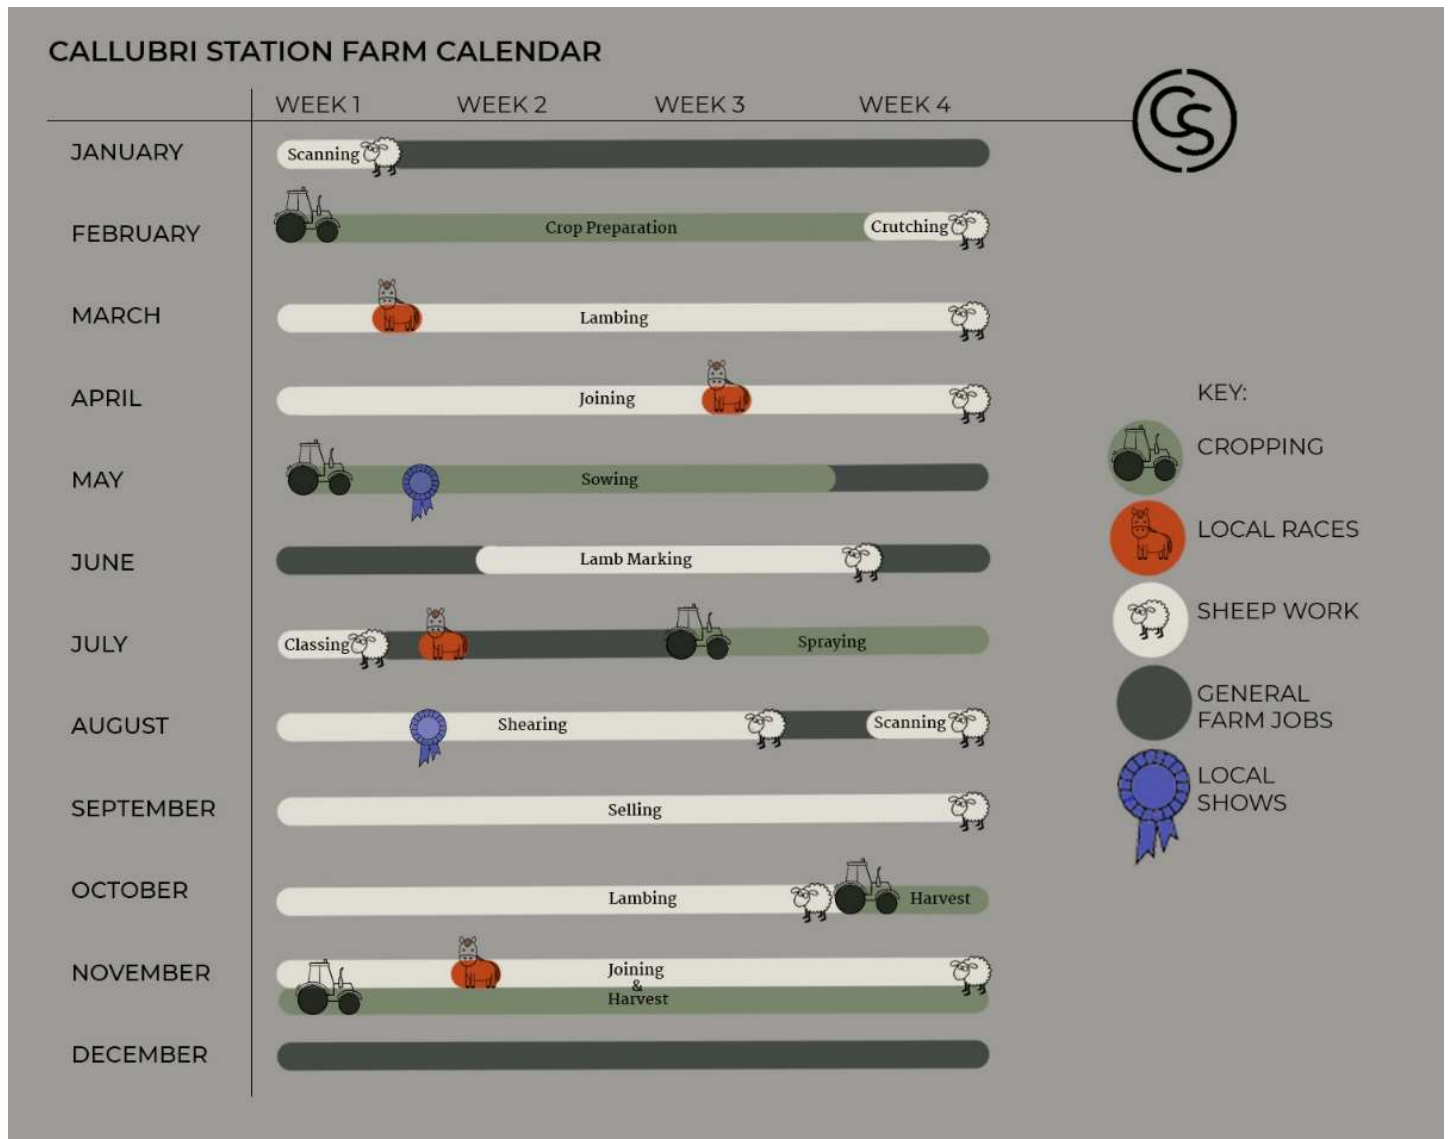 CALLUBRI STATION FARM CALENDAR
WEEK 1 WEEK 2 WEEK 3 WEEK 4
CS
JANUARY Scanning
FEBRUARY Crop Preparation Crutching
MARCH Lambing
APRIL Joining
MAY Sowing
JUNE Lamb Marking
JULY Classing Spraying
AUGUST Shearing Scanning
SEPTEMBER Selling
OCTOBER Lambing Harvest
NOVEMBER Joining
&
Harvest
DECEMBER
KEY:
CROPPING
LOCAL RACES
SHEEP WORK
GENERAL
FARM JOBS
LOCAL
SHOWS